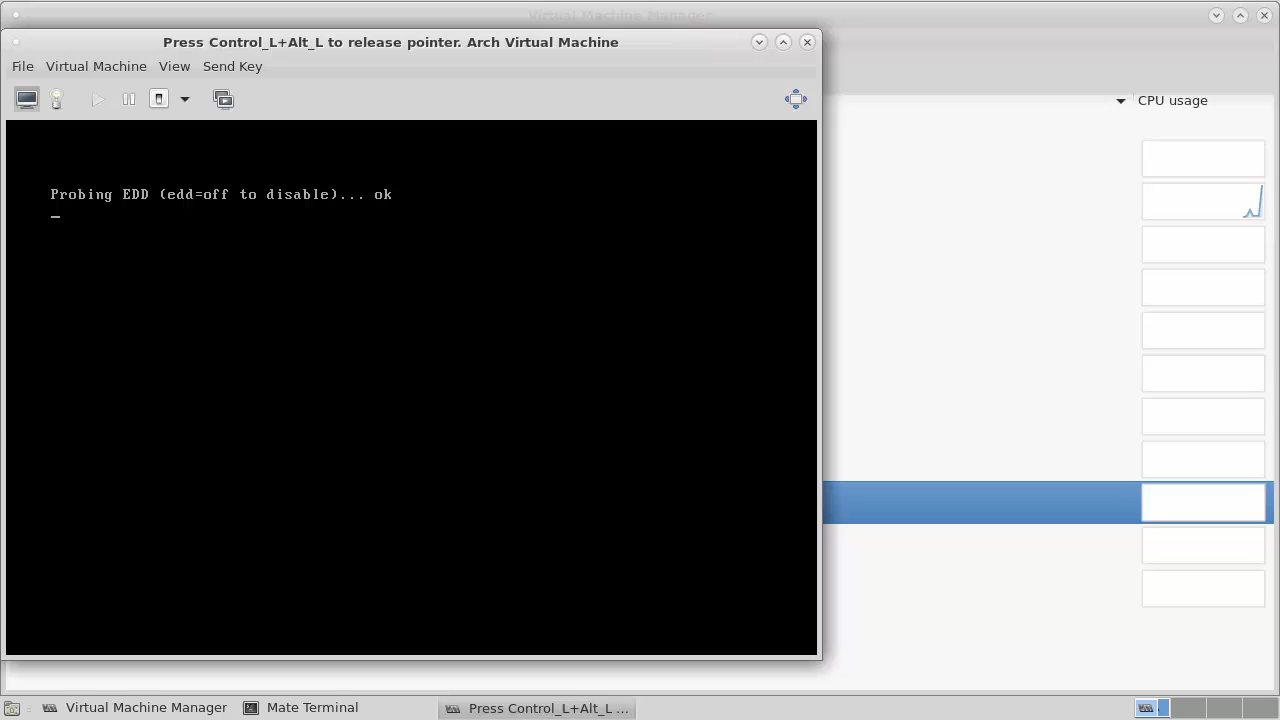 Virtual Machine Manager
Press Control_L+Alt_L to release pointer. Arch Virtual Machine
File Virtual Machine View Send Key
CPU usage
Probing EDD (edd=off to disable)... ok
_
Virtual Machine Manager Mate Terminal Press Control_L+Alt_L ...